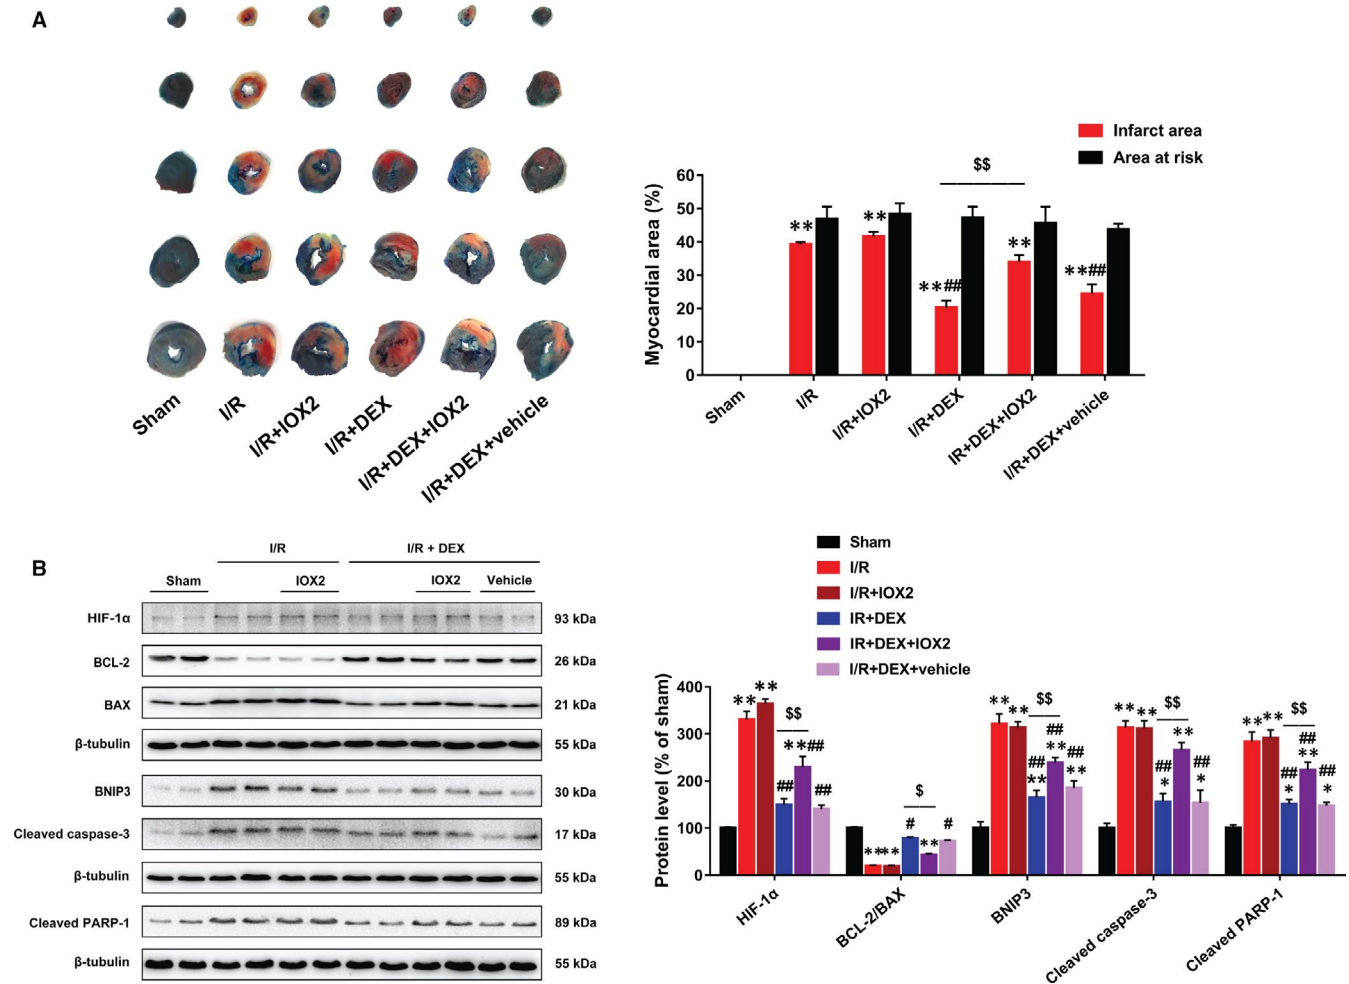 A
Sham
I/R
I/R+IOX2
I/R+DEX
I/R+DEX+IOX2
I/R+DEX+vehicle
Infarct area
Area at risk
Myocardial area (%)
60
50
40
30
20
10
0
$$
**
**
**##
**
**##
Sham
I/R
I/R+IOX2
I/R+DEX
IR+DEX+IOX2
I/R+DEX+vehicle
B
I/R
I/R + DEX
Sham
IOX2
IOX2
Vehicle
HIF-1α
93 kDa
BCL-2
26 kDa
BAX
21 kDa
β-tubulin
55 kDa
BNIP3
30 kDa
Cleaved caspase-3
17 kDa
β-tubulin
55 kDa
Cleaved PARP-1
89 kDa
β-tubulin
55 kDa
Sham
I/R
I/R+IOX2
IR+DEX
IR+DEX+IOX2
I/R+DEX+vehicle
Protein level (% of sham)
400
300
200
100
0
**
**
$$
##
**
##
##
**
**
$
#
**
#
**
**
$$
##
**
##
**
##
**
**
**
$$
##
*
**
##
*
**
**
$$
##
*
##
**
##
*
HIF-1α
BCL-2/BAX
BNIP3
Cleaved caspase-3
Cleaved PARP-1